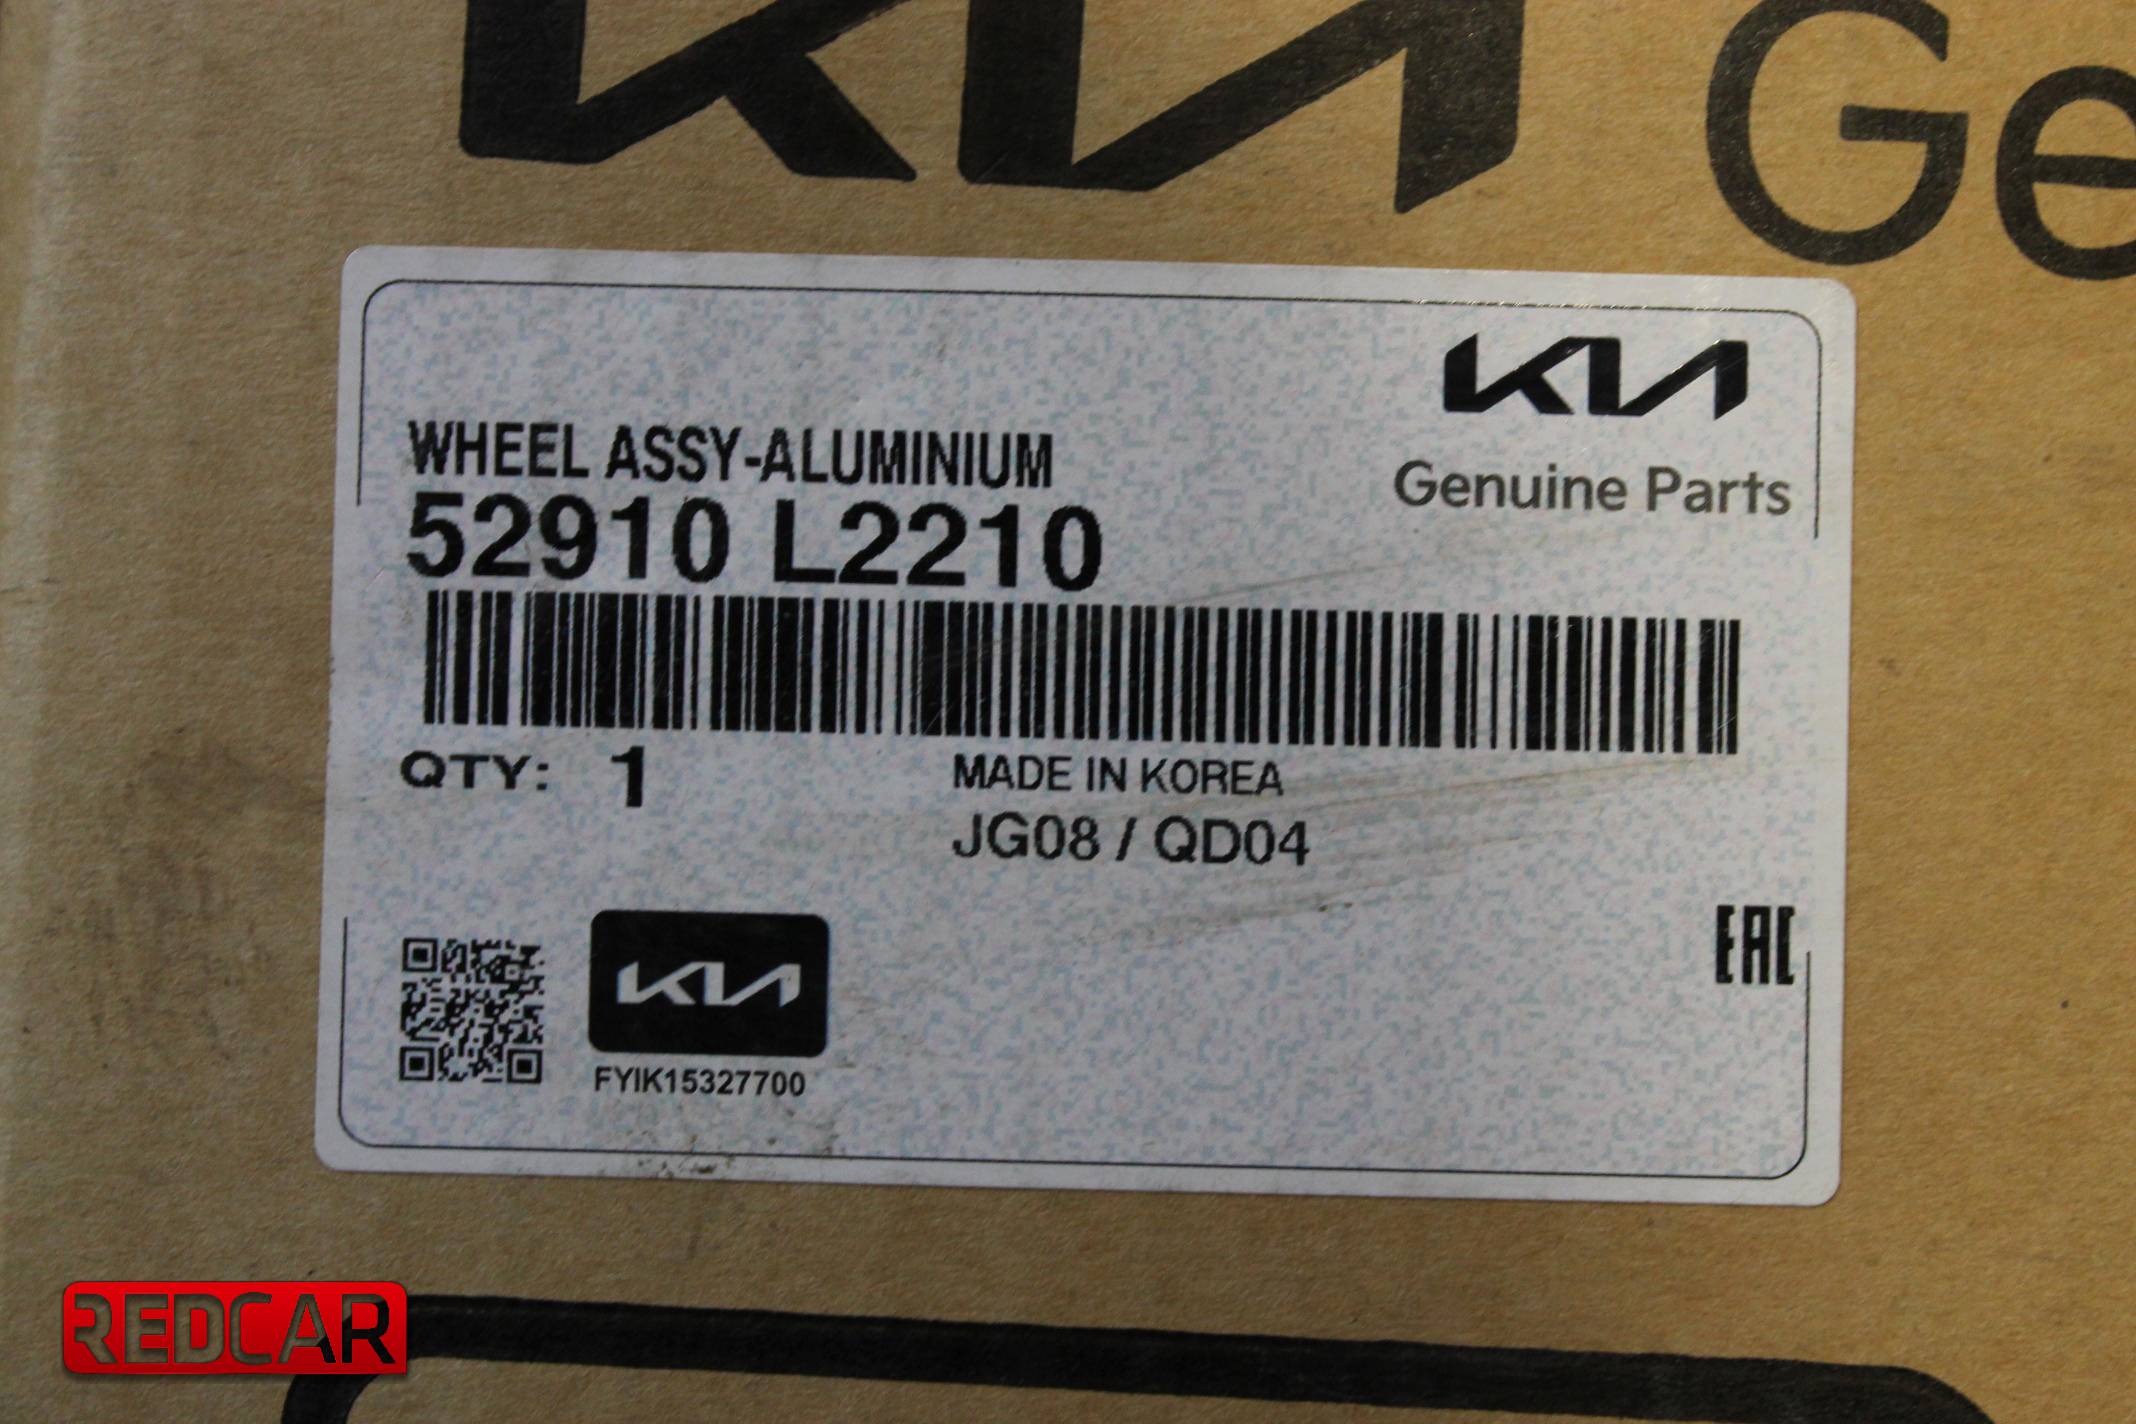 KIA Ge
KIA
Genuine Parts
WHEEL ASSY-ALUMINIUM
52910 L2210
QTY: 1
MADE IN KOREA
JG08 / QD04
EAC
KIA
FYIK15327700
REDCAR